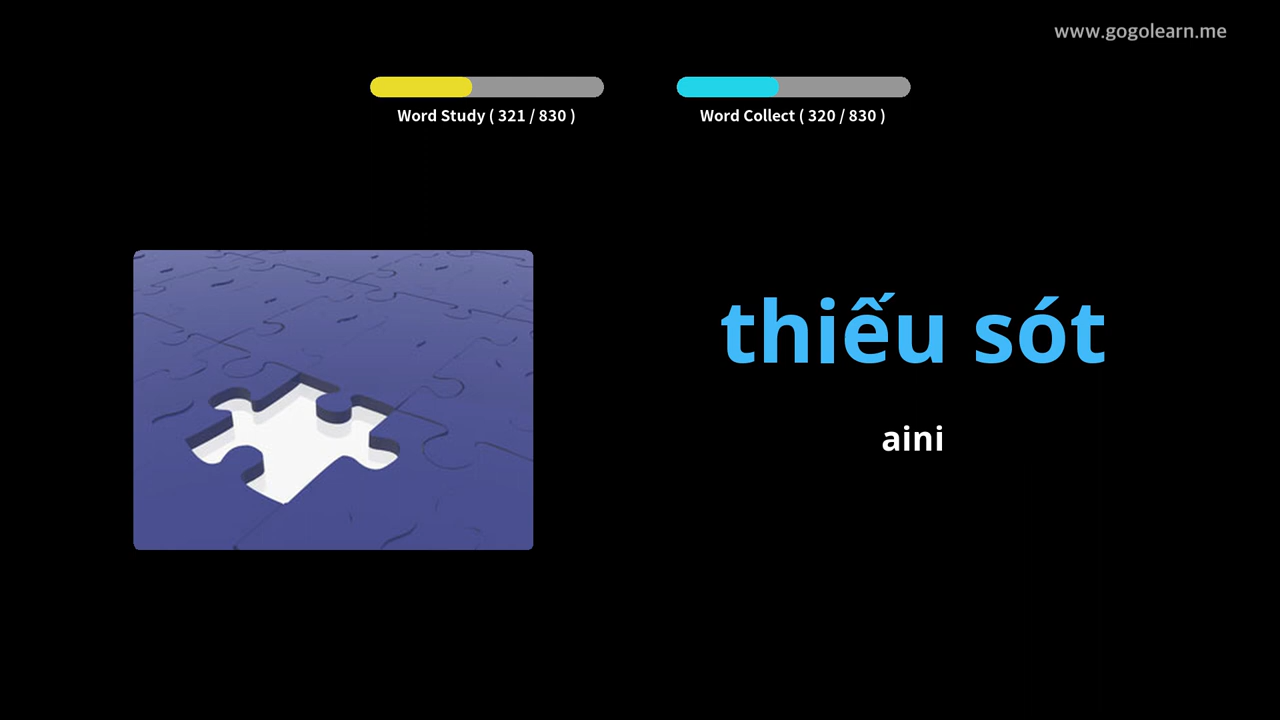 www.gogolearn.me
Word Study ( 321 / 830 )
Word Collect ( 320 / 830 )
thiếu sót
aini